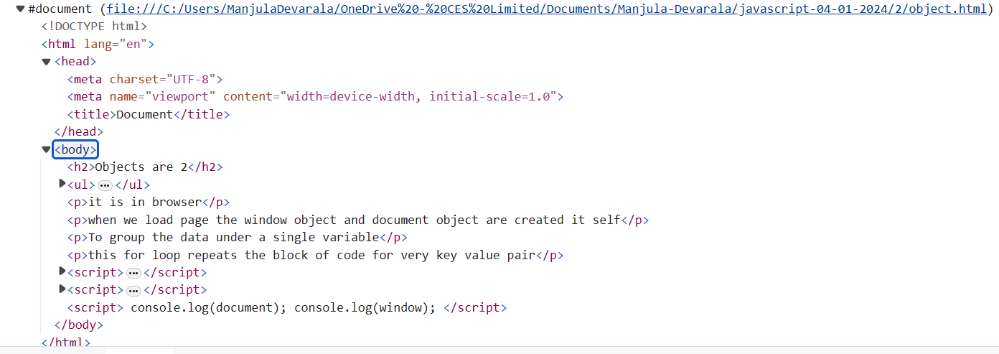 #document (file:///C:/Users/ManjulaDevarala/OneDrive%20-%20CES%20Limited/Documents/Manjula-Devarala/javascript-04-01-2024/2/object.html)
<!DOCTYPE html>
<html lang="en">
<head>
<meta charset="UTF-8">
<meta name="viewport" content="width=device-width, initial-scale=1.0">
<title>Document</title>
</head>
<body>
<h2>Objects are 2</h2>
<ul>…</ul>
<p>it is in browser</p>
<p>when we load page the window object and document object are created it self</p>
<p>To group the data under a single variable</p>
<p>this for loop repeats the block of code for very key value pair</p>
<script>…</script>
<script>…</script>
<script> console.log(document); console.log(window); </script>
</body>
</html>